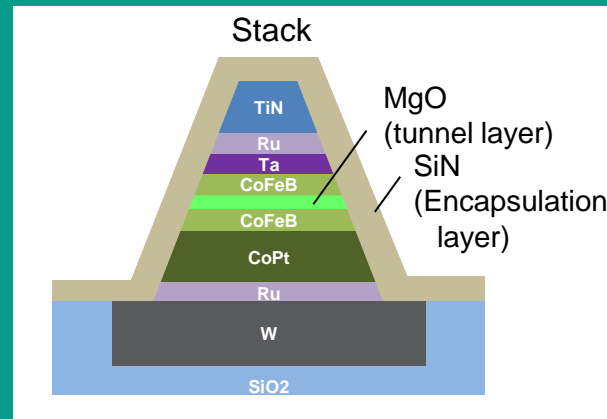 Stack
TiN
Ru
Ta
CoFeB
CoFeB
CoPt
Ru
W
SiO2
MgO
(tunnel layer)
SiN
(Encapsulation
layer)